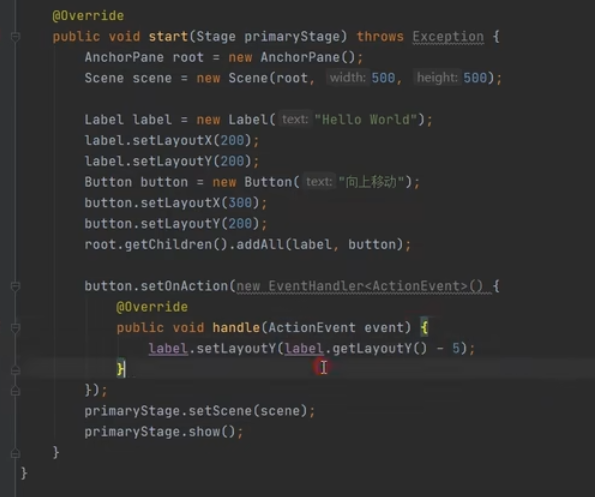 @Override
public void start(Stage primaryStage) throws Exception {
AnchorPane root = new AnchorPane();
Scene scene = new Scene(root, width: 500, height: 500);
Label label = new Label( text: "Hello World");
label.setLayoutX(200);
label.setLayoutY(200);
Button button = new Button( text: "向上移动");
button.setLayoutX(300);
button.setLayoutY(200);
root.getChildren().addAll(label, button);
button.setOnAction(new EventHandler<ActionEvent>() {
@Override
public void handle(ActionEvent event) {
label.setLayoutY(label.getLayoutY() - 5);
}
});
primaryStage.setScene(scene);
primaryStage.show();
}
}